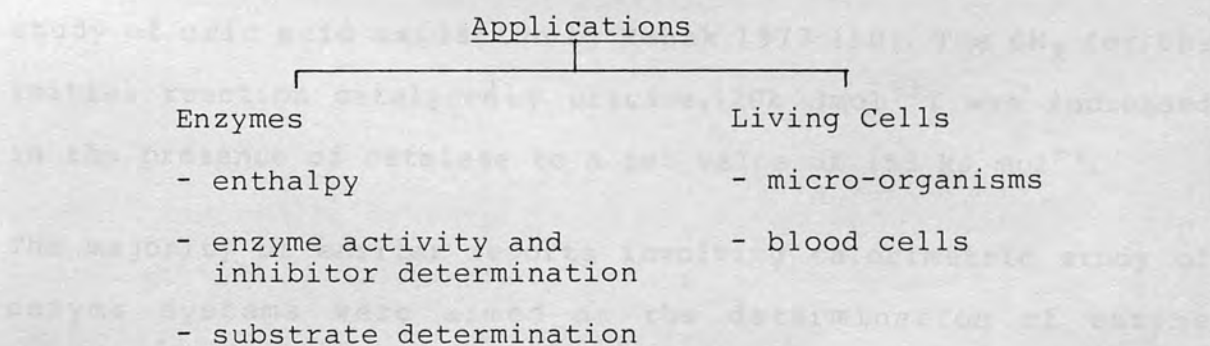 Applications
Enzymes
- enthalpy
- enzyme activity and
inhibitor determination
- substrate determination
Living Cells
- micro-organisms
- blood cells